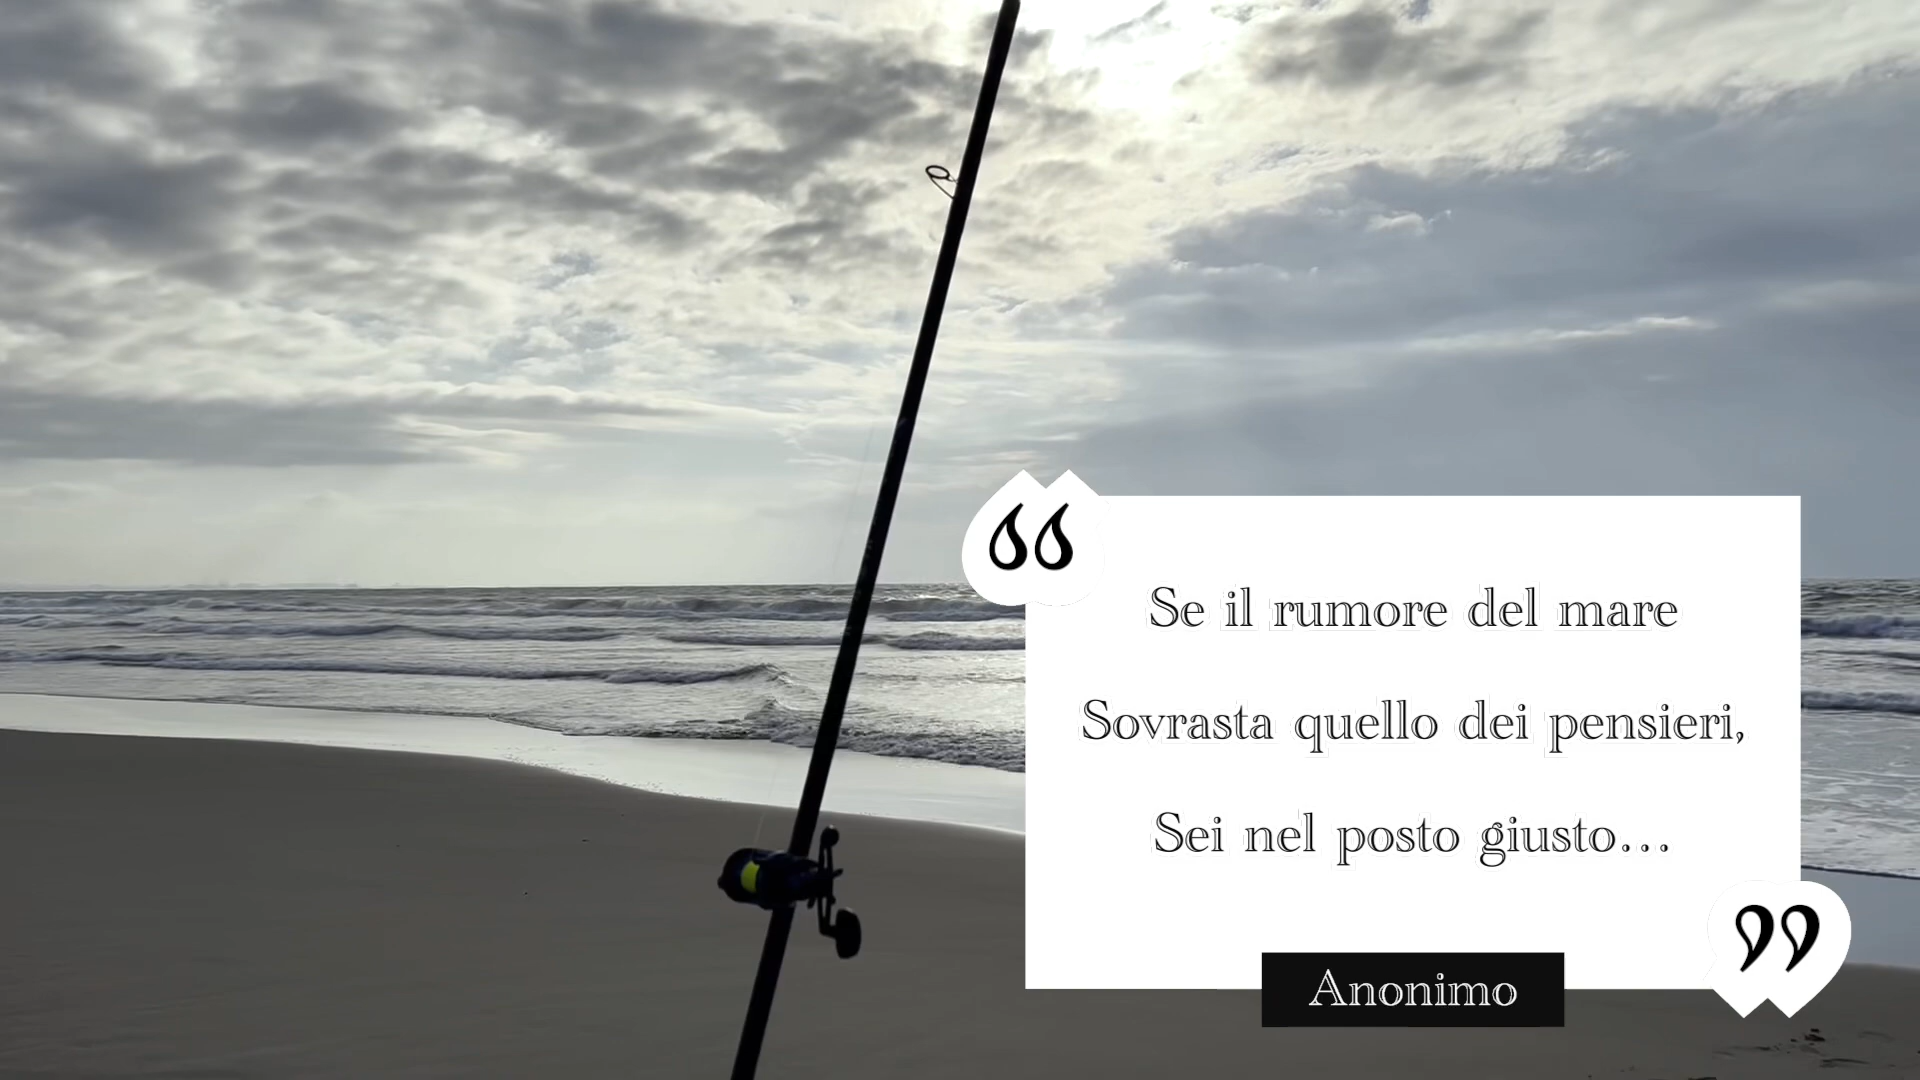 “
Se il rumore del mare
Sovrasta quello dei pensieri,
Sei nel posto giusto...
”
Anonimo